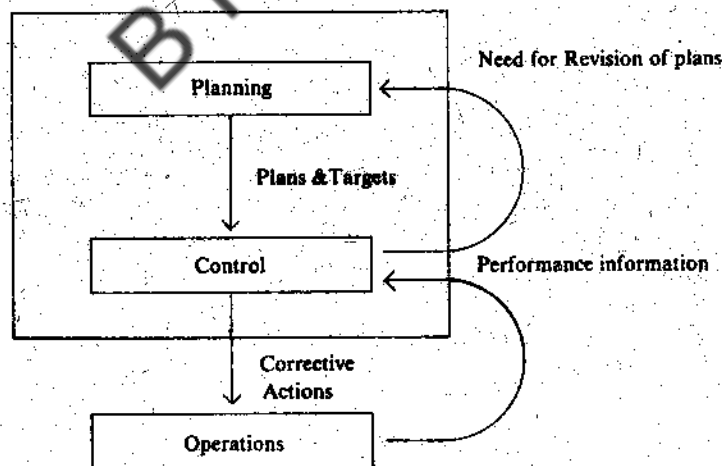 Need for Revision of plans
Planning
Plans &Targets
Control
Performance information
Corrective
Actions
Operations